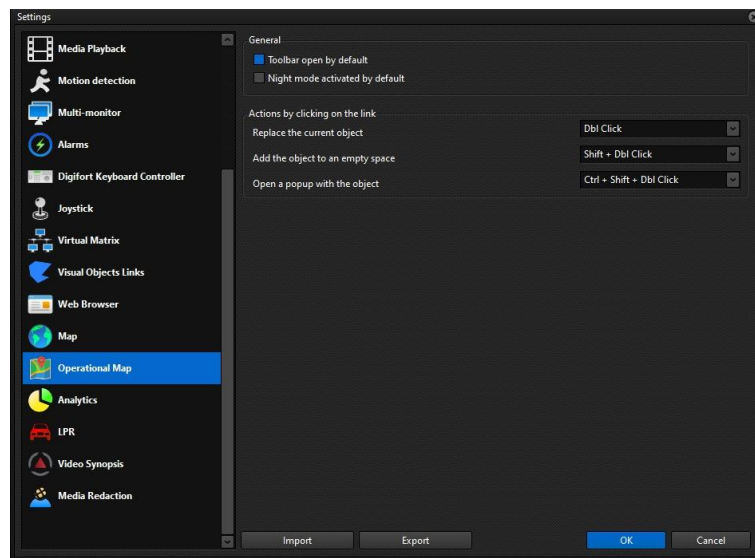 Settings
Media Playback
Motion detection
Multi-monitor
Alarms
Digifort Keyboard Controller
Joystick
Virtual Matrix
Visual Objects Links
Web Browser
Map
Operational Map
Analytics
LPR
Video Synopsis
Media Redaction
General
Toolbar open by default
Night mode activated by default
Actions by clicking on the link
Replace the current object Dbl Click
Add the object to an empty space Shift + Dbl Click
Open a popup with the object Ctrl + Shift + Dbl Click
Import Export OK Cancel